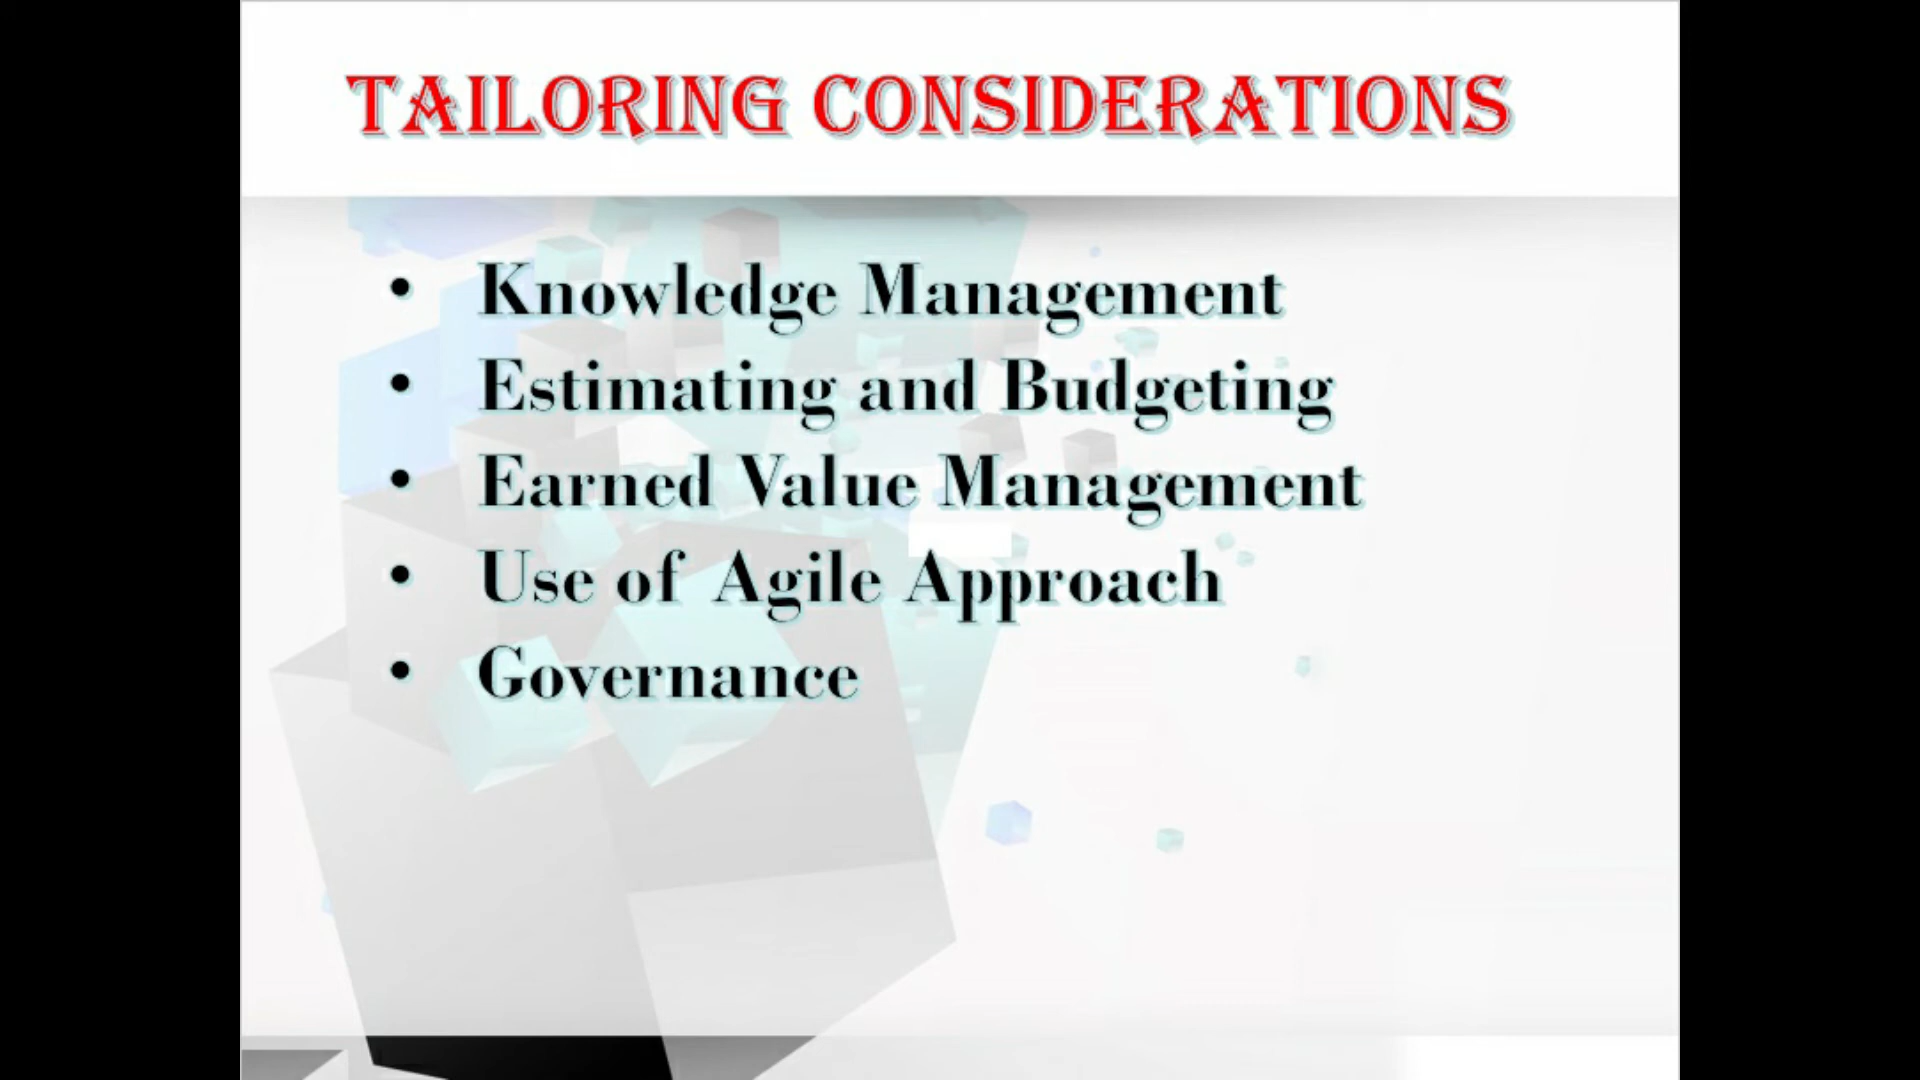 TAILORING CONSIDERATIONS
• Knowledge Management
• Estimating and Budgeting
• Earned Value Management
• Use of Agile Approach
• Governance